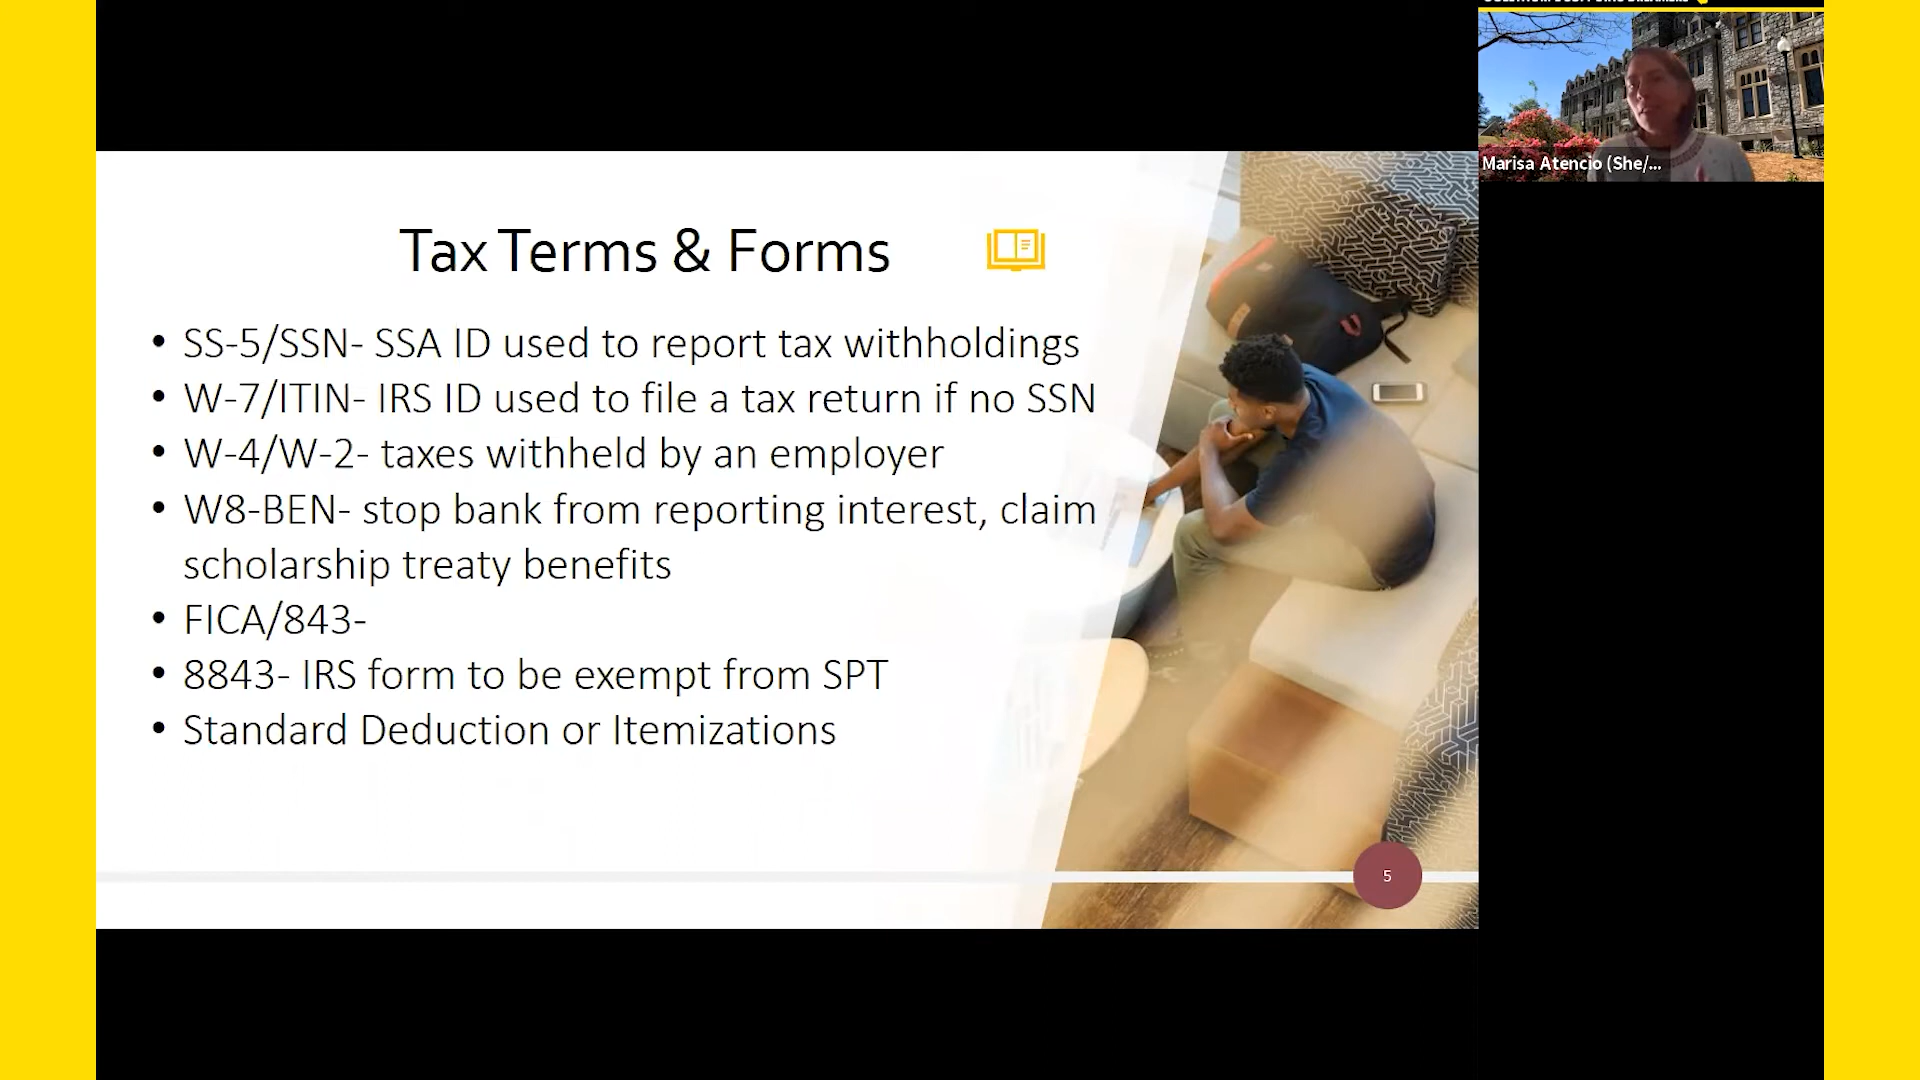 Tax Terms & Forms
• SS-5/SSN- SSA ID used to report tax withholdings
• W-7/ITIN- IRS ID used to file a tax return if no SSN
• W-4/W-2- taxes withheld by an employer
• W8-BEN- stop bank from reporting interest, claim
scholarship treaty benefits
• FICA/843-
• 8843- IRS form to be exempt from SPT
• Standard Deduction or Itemizations
5
Marisa Atencio (She/...